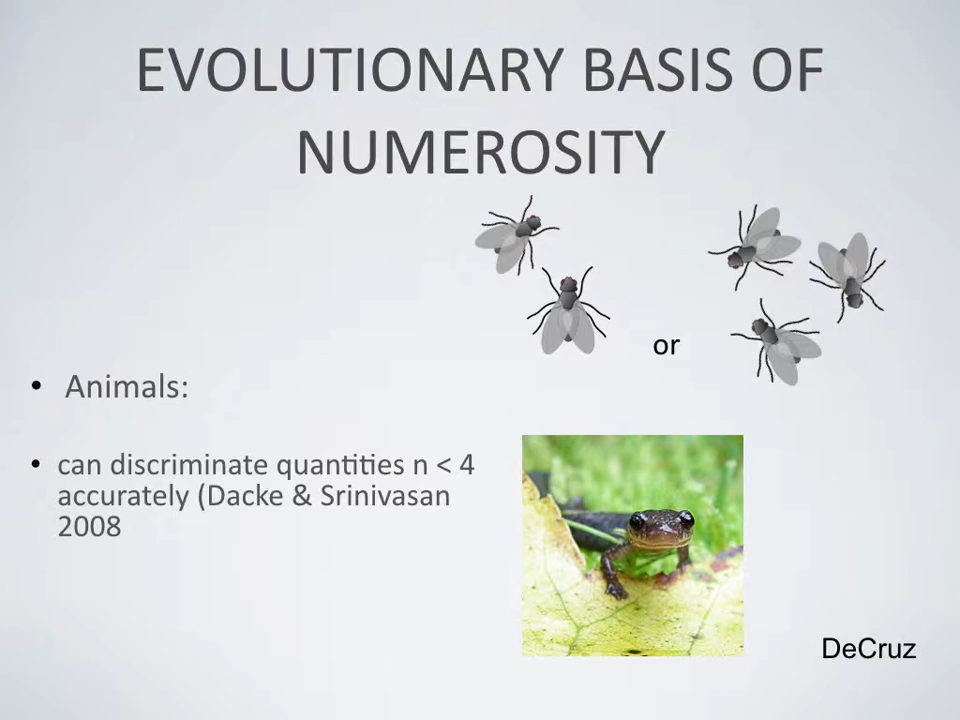 EVOLUTIONARY BASIS OF
NUMEROSITY
or
• Animals:
• can discriminate quantities n < 4
accurately (Dacke & Srinivasan
2008
DeCruz